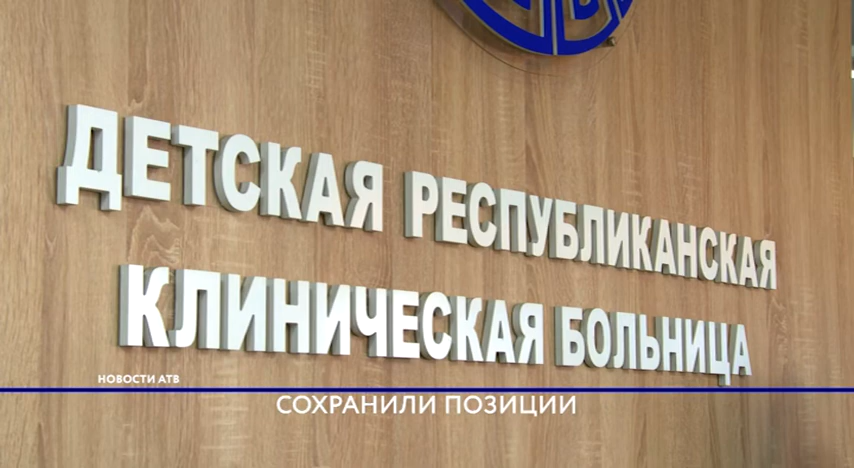 ДЕТСКАЯ РЕСПУБЛИКАНСКАЯ
КЛИНИЧЕСКАЯ БОЛЬНИЦА
НОВОСТИ АТВ
СОХРАНИЛИ ПОЗИЦИИ